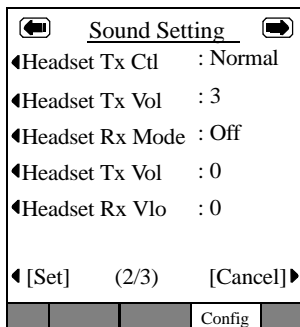 Sound Setting
Headset Tx Ctl : Normal
Headset Tx Vol : 3
Headset Rx Mode : Off
Headset Tx Vol : 0
Headset Rx Vlo : 0
[Set] (2/3) [Cancel]
Config